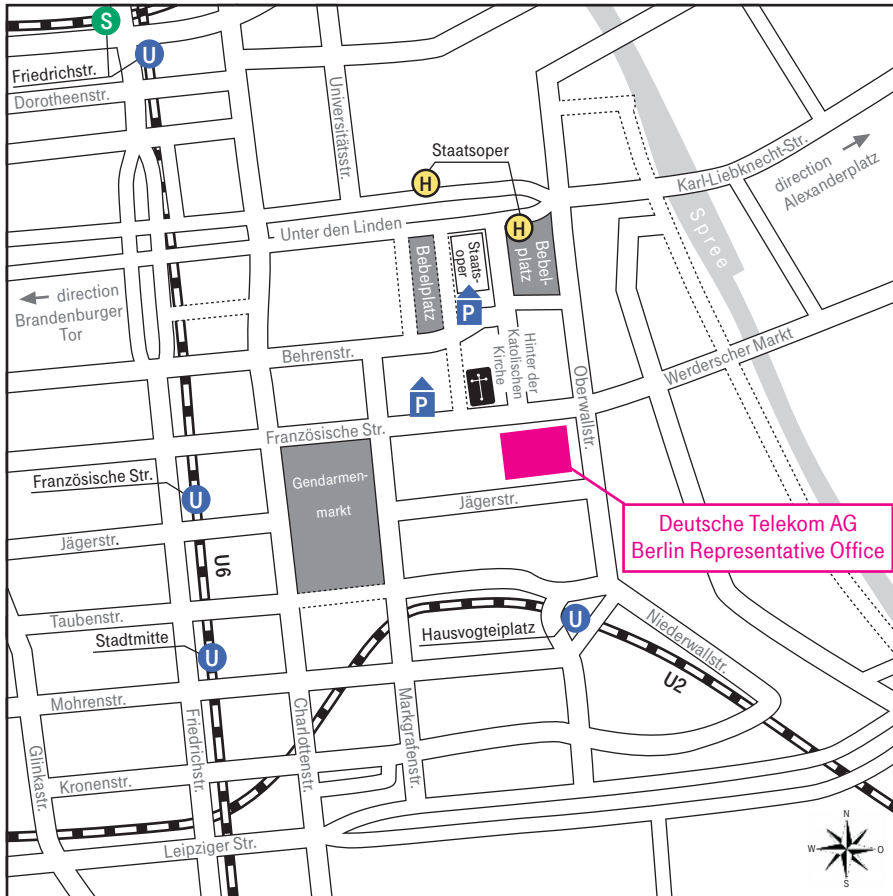 S
U
Friedrichstr.
Dorotheenstr.
Universitätsstr.
Staatsoper
H
Karl-Liebknecht-Str.
direction
Alexanderplatz
Unter den Linden
H
Bebelplatz
Staats-
oper
Bebel-
platz
Spree
direction
Brandenburger
Tor
P
Behrenstr.
Hinter der
Katolischen
Kirche
Oberwallstr.
Werderscher Markt
P
Französische Str.
Französische Str.
U
Gendarmen-
markt
Jägerstr.
Deutsche Telekom AG
Berlin Representative Office
Jägerstr.
U6
Taubenstr.
Stadtmitte
U
Hausvogteiplatz
U
Niederwallstr.
U2
Mohrenstr.
Glinkastr.
Friedrichstr.
Charlottenstr.
Markgrafenstr.
Kronenstr.
Leipziger Str.
N
W
O
S